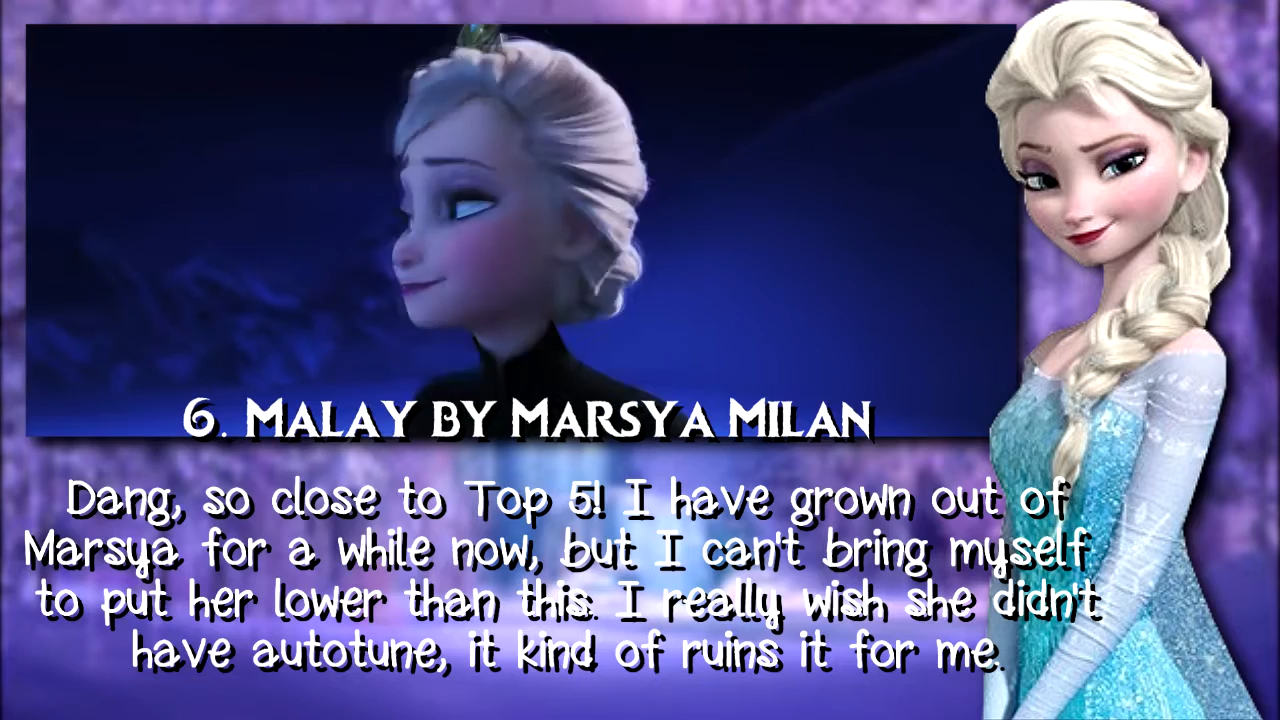 6. Malay by Marsya Milan
Dang, so close to Top 5! I have grown out of
Marsya for a while now, but I can't bring myself
to put her lower than this. I really wish she didn't
have autotune, it kind of ruins it for me.